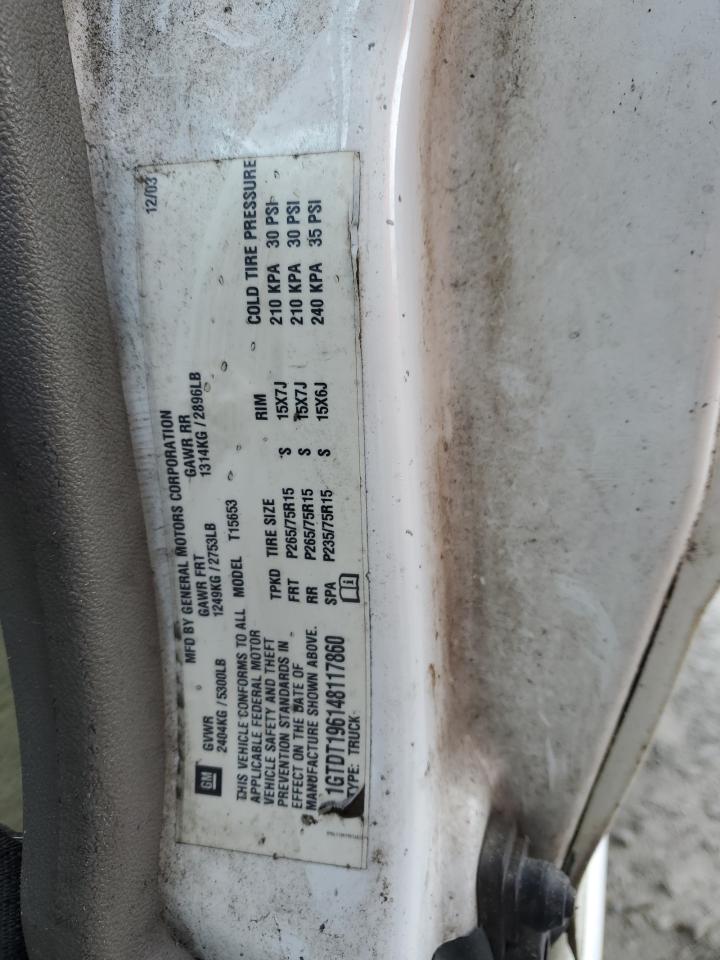 MFD BY GENERAL MOTORS CORPORATION 12/03
GM GVWR GAWR FRT GAWR RR
2404KG / 5300LB 1249KG / 2753LB 1314KG / 2896LB
THIS VEHICLE CONFORMS TO ALL MODEL T15653
APPLICABLE FEDERAL MOTOR
VEHICLE SAFETY AND THEFT
PREVENTION STANDARDS IN
EFFECT ON THE DATE OF
MANUFACTURE SHOWN ABOVE.
1GTDT196148117860
TYPE: TRUCK
TPKD TIRE SIZE RIM COLD TIRE PRESSURE
FRT P265/75R15 S 15X7J 210 KPA 30 PSI
RR P265/75R15 S 15X7J 210 KPA 30 PSI
SPA P235/75R15 S 15X6J 240 KPA 35 PSI
i